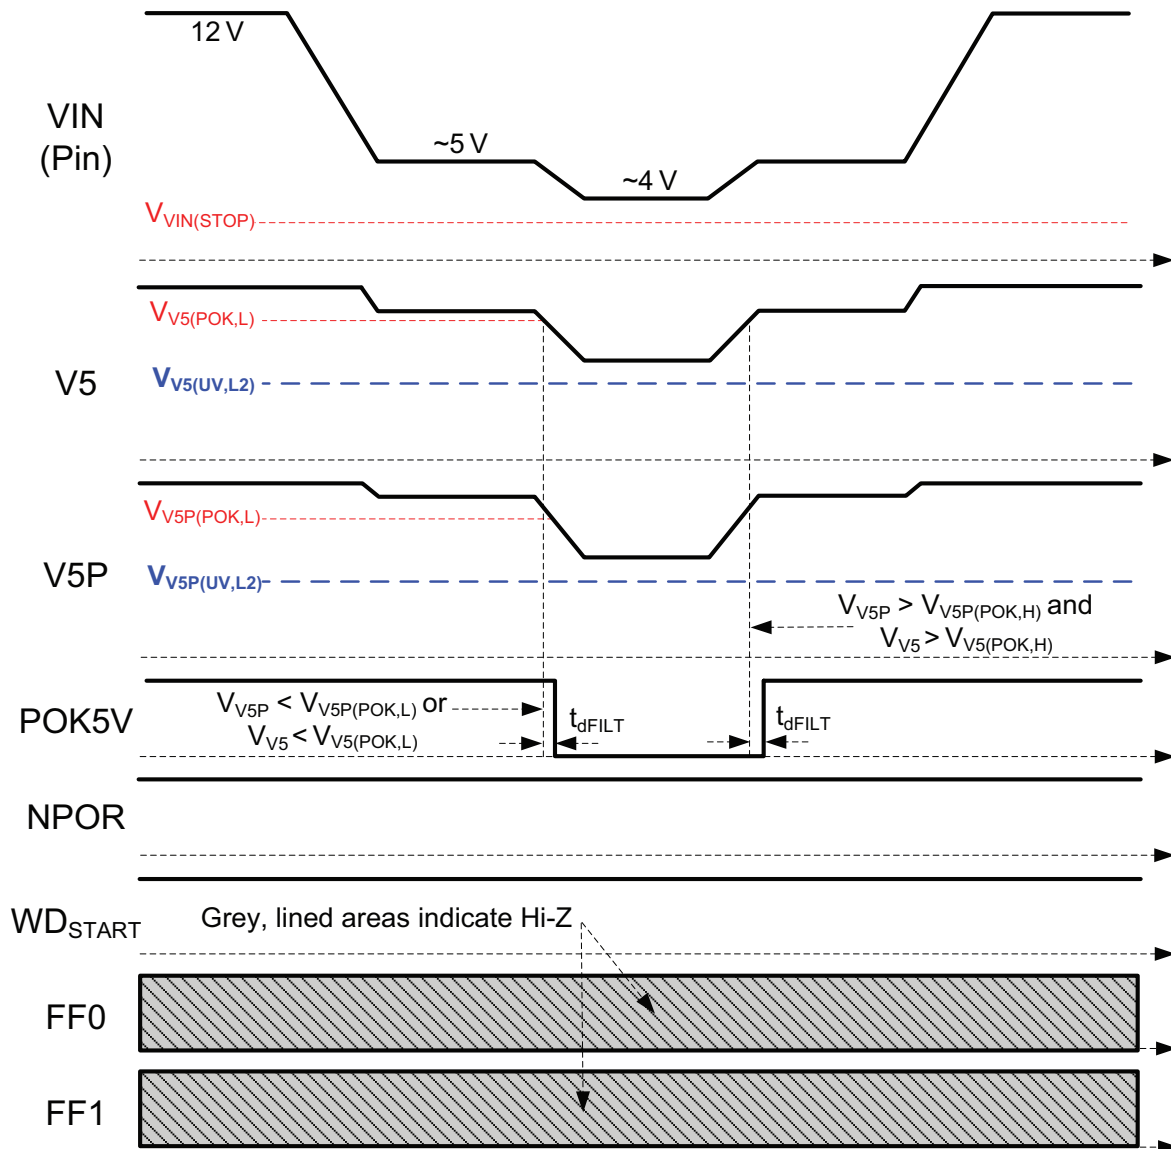 12 V
VIN
(Pin)
~5 V
~4 V
VVIN(STOP)
VV5(POK,L)
V5
VV5(UV,L2)
VV5P(POK,L)
V5P
VV5P(UV,L2)
VV5P > VV5P(POK,H) and
VV5 > VV5(POK,H)
POK5V
VV5P < VV5P(POK,L) or
VV5 < VV5(POK,L)
tdFILT
tdFILT
NPOR
WDSTART
Grey, lined areas indicate Hi-Z
FF0
FF1